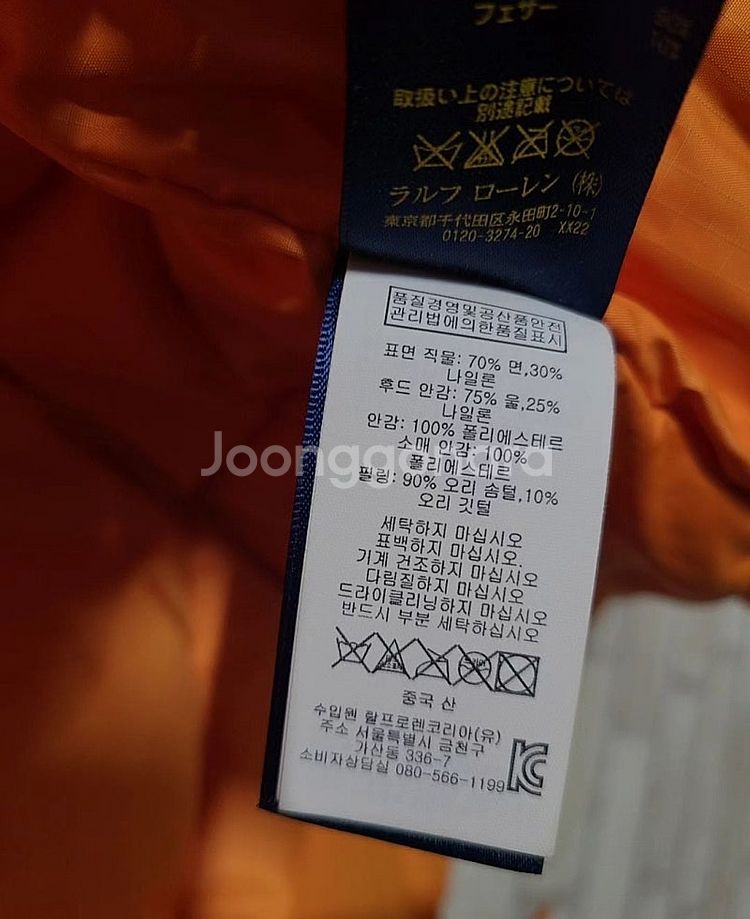 フェザー
取扱い上の注意については
別途記載
ラルフ ローレン (株)
東京都千代田区永田町2-10-1
0120-3274-20 XX22
품질경영및공산품안전
관리법에의한품질표시
표면 직물: 70% 면,30%
나일론
후드 안감: 75% 울,25%
나일론
안감: 100% 폴리에스테르
소매 안감: 100%
폴리에스테르
필링: 90% 오리 솜털,10%
오리 깃털
Joonggonara
세탁하지 마십시오
표백하지 마십시오.
기계 건조하지 마십시오
다림질하지 마십시오
드라이클리닝하지 마십시오
반드시 부분 세탁하십시오
중국 산
수입원 랄프로렌코리아(유)
주소 서울특별시 금천구
가산동 336-7
소비자상담실 080-566-1199